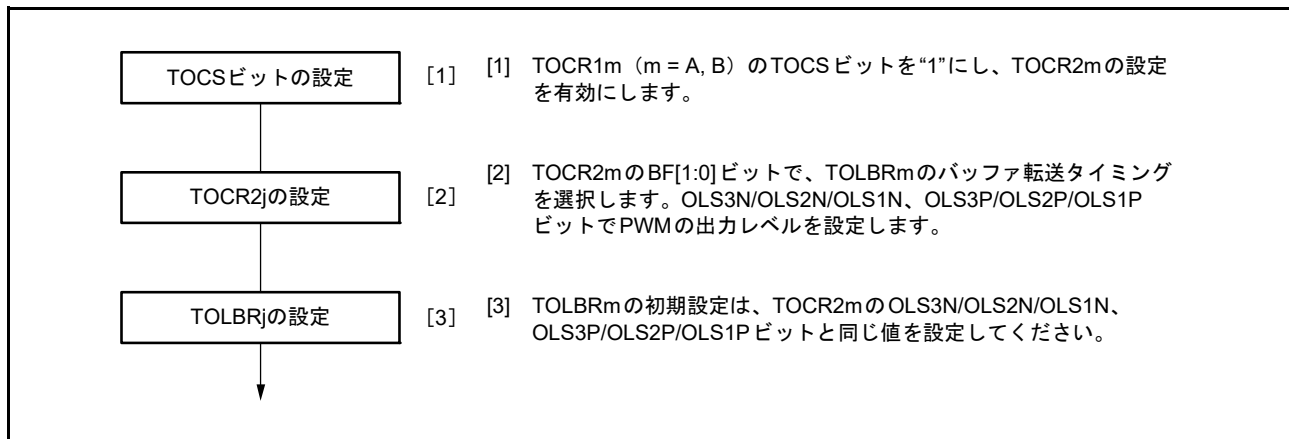 TOCSビットの設定 [1] [1] TOCR1m（m = A, B）のTOCSビットを“1”にし、TOCR2mの設定
を有効にします。
TOCR2jの設定 [2] [2] TOCR2mのBF[1:0]ビットで、TOLBRmのバッファ転送タイミング
を選択します。OLS3N/OLS2N/OLS1N、OLS3P/OLS2P/OLS1P
ビットでPWMの出力レベルを設定します。
TOLBRjの設定 [3] [3] TOLBRmの初期設定は、TOCR2mのOLS3N/OLS2N/OLS1N、
OLS3P/OLS2P/OLS1Pビットと同じ値を設定してください。